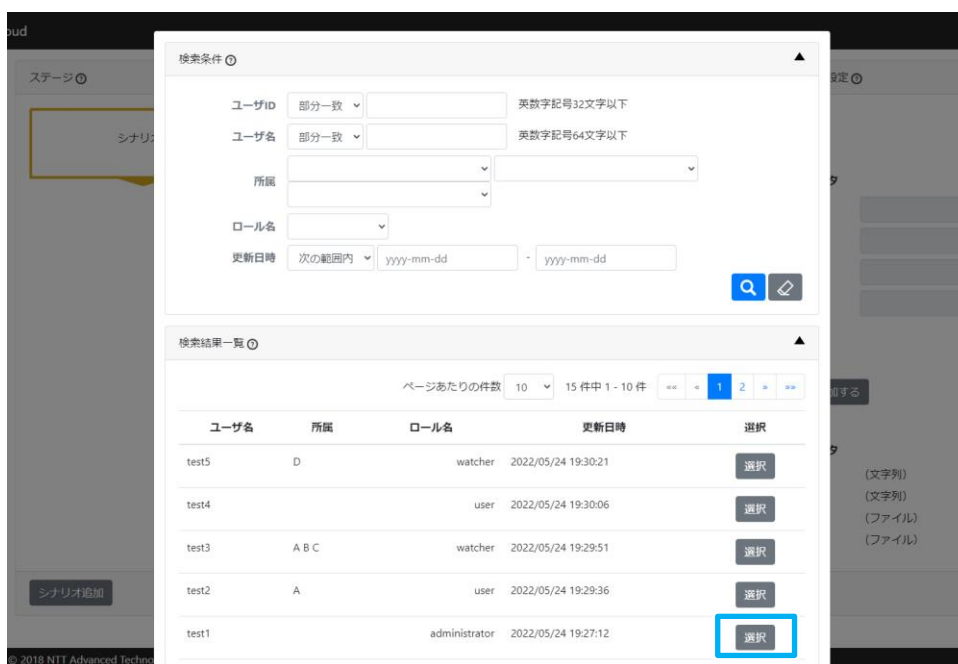 oud
ステージ
シナリ
検索条件
ユーザID 部分一致 英数字記号32文字以下
ユーザ名 部分一致 英数字記号64文字以下
所属
ロール名
更新日時 次の範囲内 yyyy-mm-dd - yyyy-mm-dd
検索結果一覧
ページあたりの件数 10 15 件中 1 - 10 件 «« « 1 2 » »»
ユーザ名 所属 ロール名 更新日時 選択
test5 D watcher 2022/05/24 19:30:21 選択
test4 user 2022/05/24 19:30:06 選択
test3 A B C watcher 2022/05/24 19:29:51 選択
test2 A user 2022/05/24 19:29:36 選択
test1 administrator 2022/05/24 19:27:12 選択
設定
タ
加する
タ
(文字列)
(文字列)
(ファイル)
(ファイル)
シナリオ追加
© 2018 NTT Advanced Techno